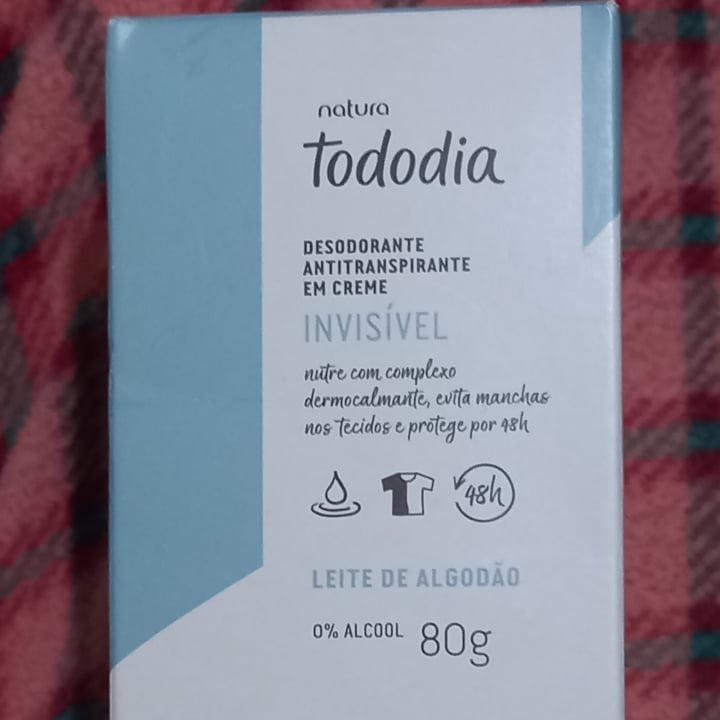 natura
tododia
DESODORANTE
ANTITRANSPIRANTE
EM CREME
INVISÍVEL
nutre com complexo
dermocalmante, evita manchas
nos tecidos e protege por 48h
48h
LEITE DE ALGODÃO
0% ALCOOL 80g